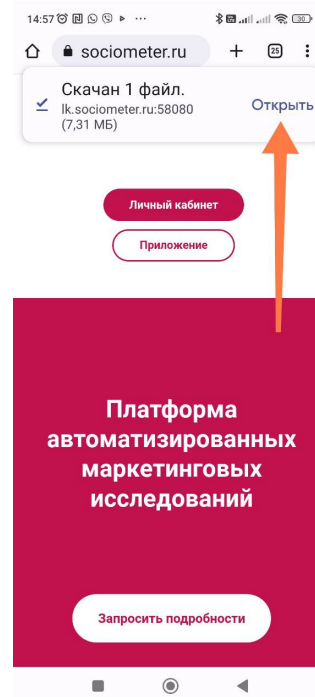 14:57
30
sociometer.ru
25
Скачан 1 файл.
lk.sociometer.ru:58080
(7,31 МБ)
Открыть
Личный кабинет
Приложение
Платформа
автоматизированных
маркетинговых
исследований
Запросить подробности